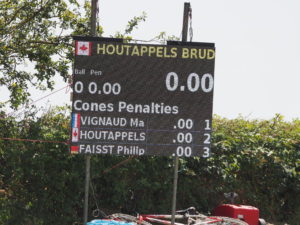 HOUTAPPELS BRUD
Ball Pen
0 0.00 0.00
Cones Penalties
VIGNAUD Ma .00 1
HOUTAPPELS .00 2
FAISST Philip .00 3